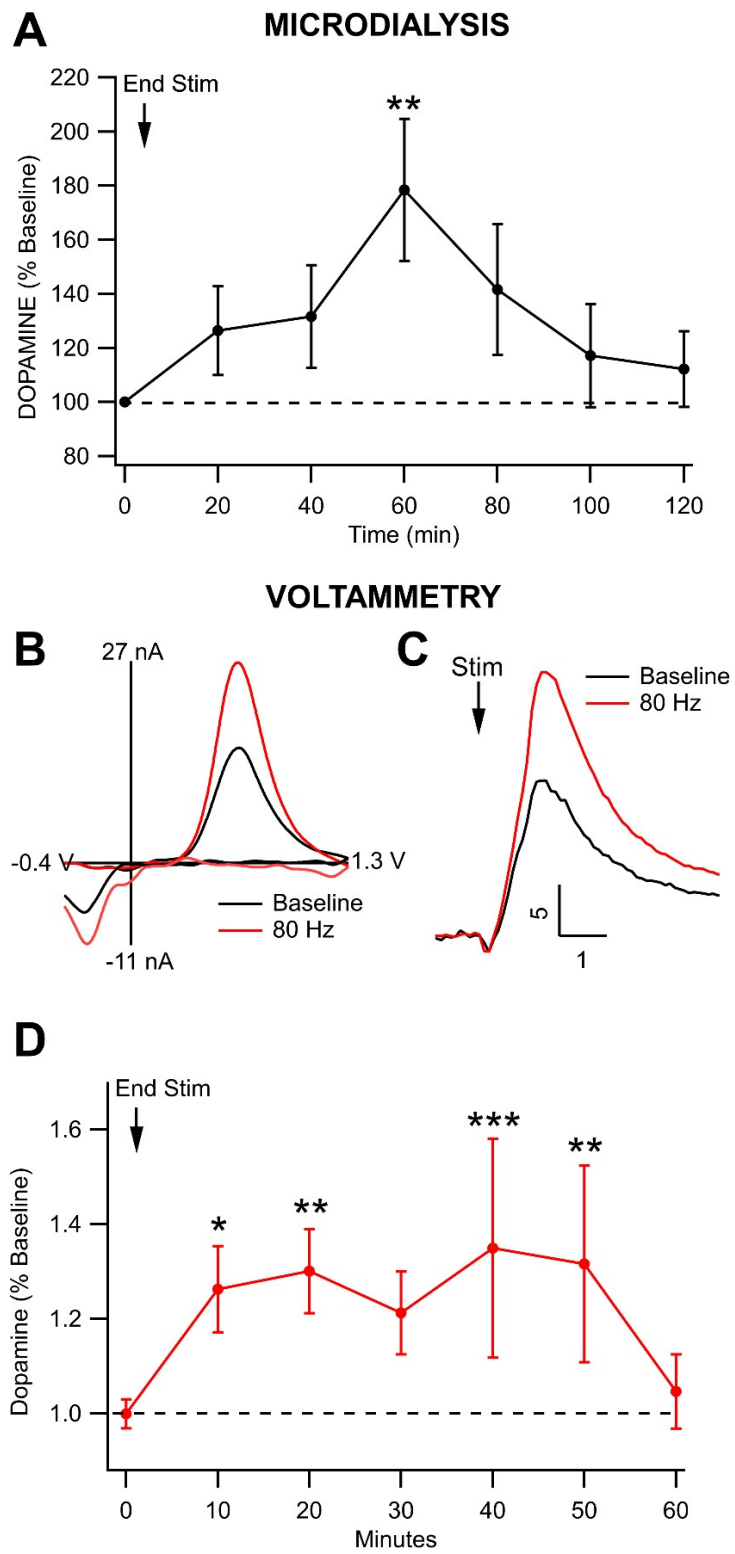 A
MICRODIALYSIS
220
200
180
160
140
120
100
80
DOPAMINE (% Baseline)
End Stim
**
0 20 40 60 80 100 120
Time (min)
VOLTAMMETRY
B
27 nA
-0.4 V
1.3 V
-11 nA
Baseline
80 Hz
C
Stim
Baseline
80 Hz
5
1
D
End Stim
1.6
1.4
1.2
1.0
Dopamine (% Baseline)
*
**
***
**
0 10 20 30 40 50 60
Minutes